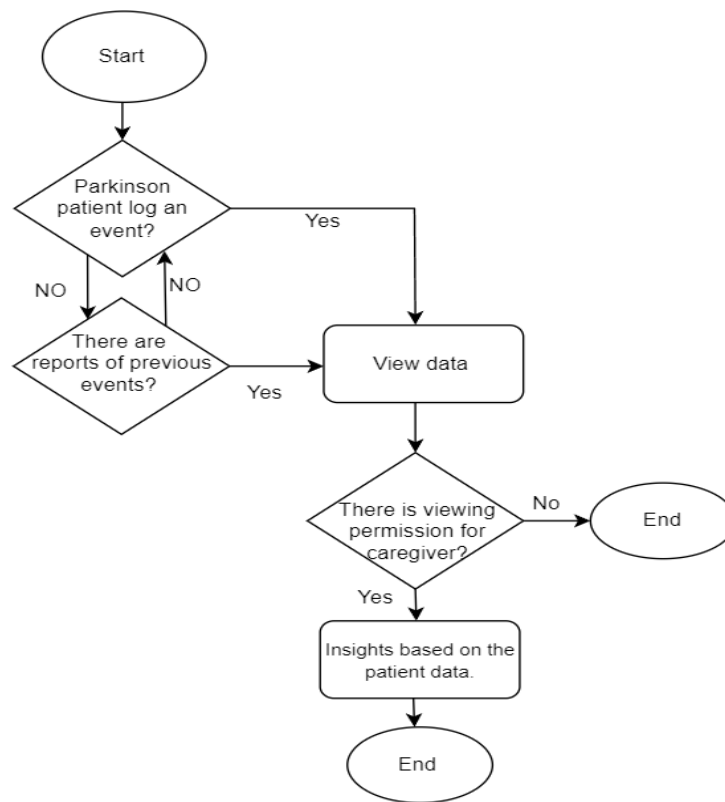 Start
Parkinson
patient log an
event?
Yes
NO
NO
There are
reports of previous
events?
Yes
View data
There is viewing
permission for
caregiver?
No
End
Yes
Insights based on the
patient data.
End